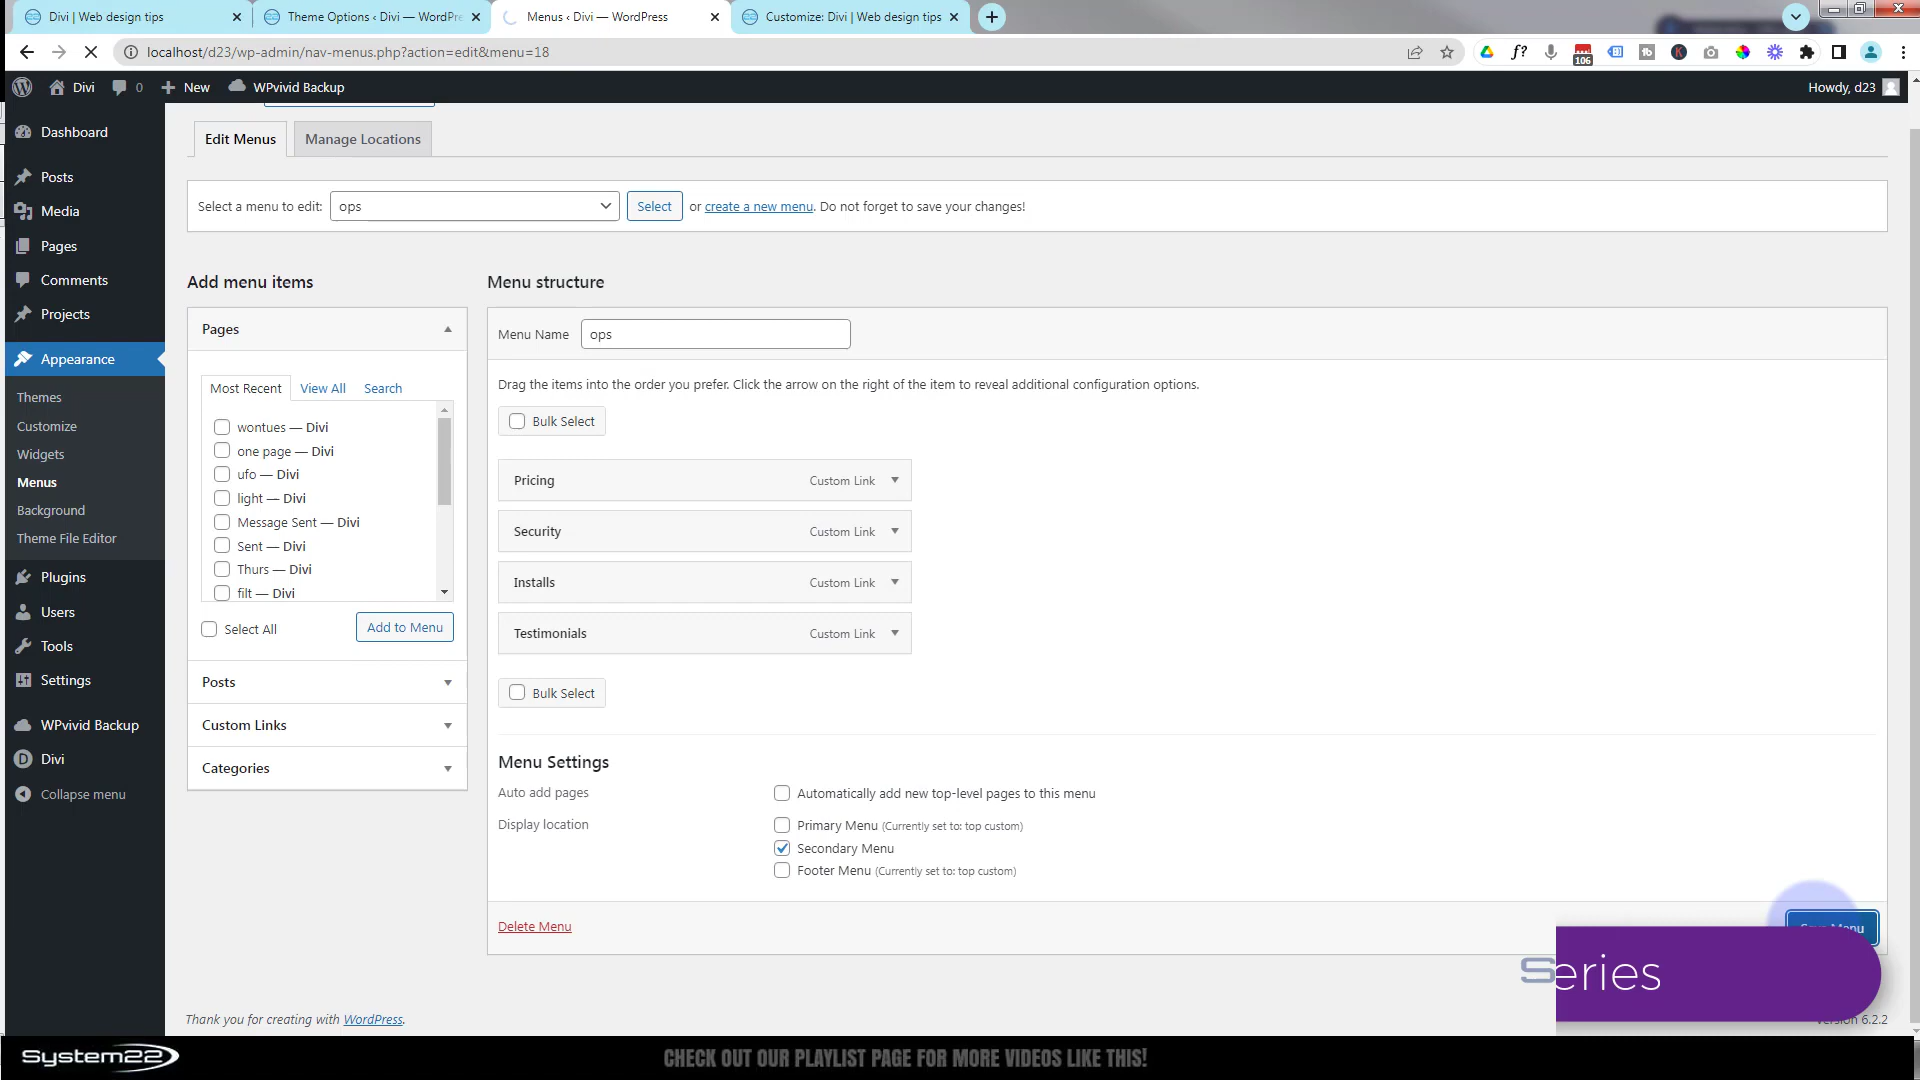 Divi | Web design tips
Theme Options ‹ Divi — WordPre
Menus ‹ Divi — WordPress
Customize: Divi | Web design tips
localhost/d23/wp-admin/nav-menus.php?action=edit&menu=18
106
Divi
0
New
WPvivid Backup
Howdy, d23
Dashboard
Posts
Media
Pages
Comments
Projects
Appearance
Themes
Customize
Widgets
Menus
Background
Theme File Editor
Plugins
Users
Tools
Settings
WPvivid Backup
Divi
Collapse menu
Edit Menus
Manage Locations
Select a menu to edit:
ops
Select
or create a new menu. Do not forget to save your changes!
Add menu items
Pages
Most Recent
View All
Search
wontues — Divi
one page — Divi
ufo — Divi
light — Divi
Message Sent — Divi
Sent — Divi
Thurs — Divi
filt — Divi
Select All
Add to Menu
Posts
Custom Links
Categories
Menu structure
Menu Name
ops
Drag the items into the order you prefer. Click the arrow on the right of the item to reveal additional configuration options.
Bulk Select
Pricing
Custom Link
Security
Custom Link
Installs
Custom Link
Testimonials
Custom Link
Bulk Select
Menu Settings
Auto add pages
Automatically add new top-level pages to this menu
Display location
Primary Menu (Currently set to: top custom)
Secondary Menu
Footer Menu (Currently set to: top custom)
Delete Menu
Save Menu
Series
Thank you for creating with WordPress.
Version 6.2.2
System22
CHECK OUT OUR PLAYLIST PAGE FOR MORE VIDEOS LIKE THIS!